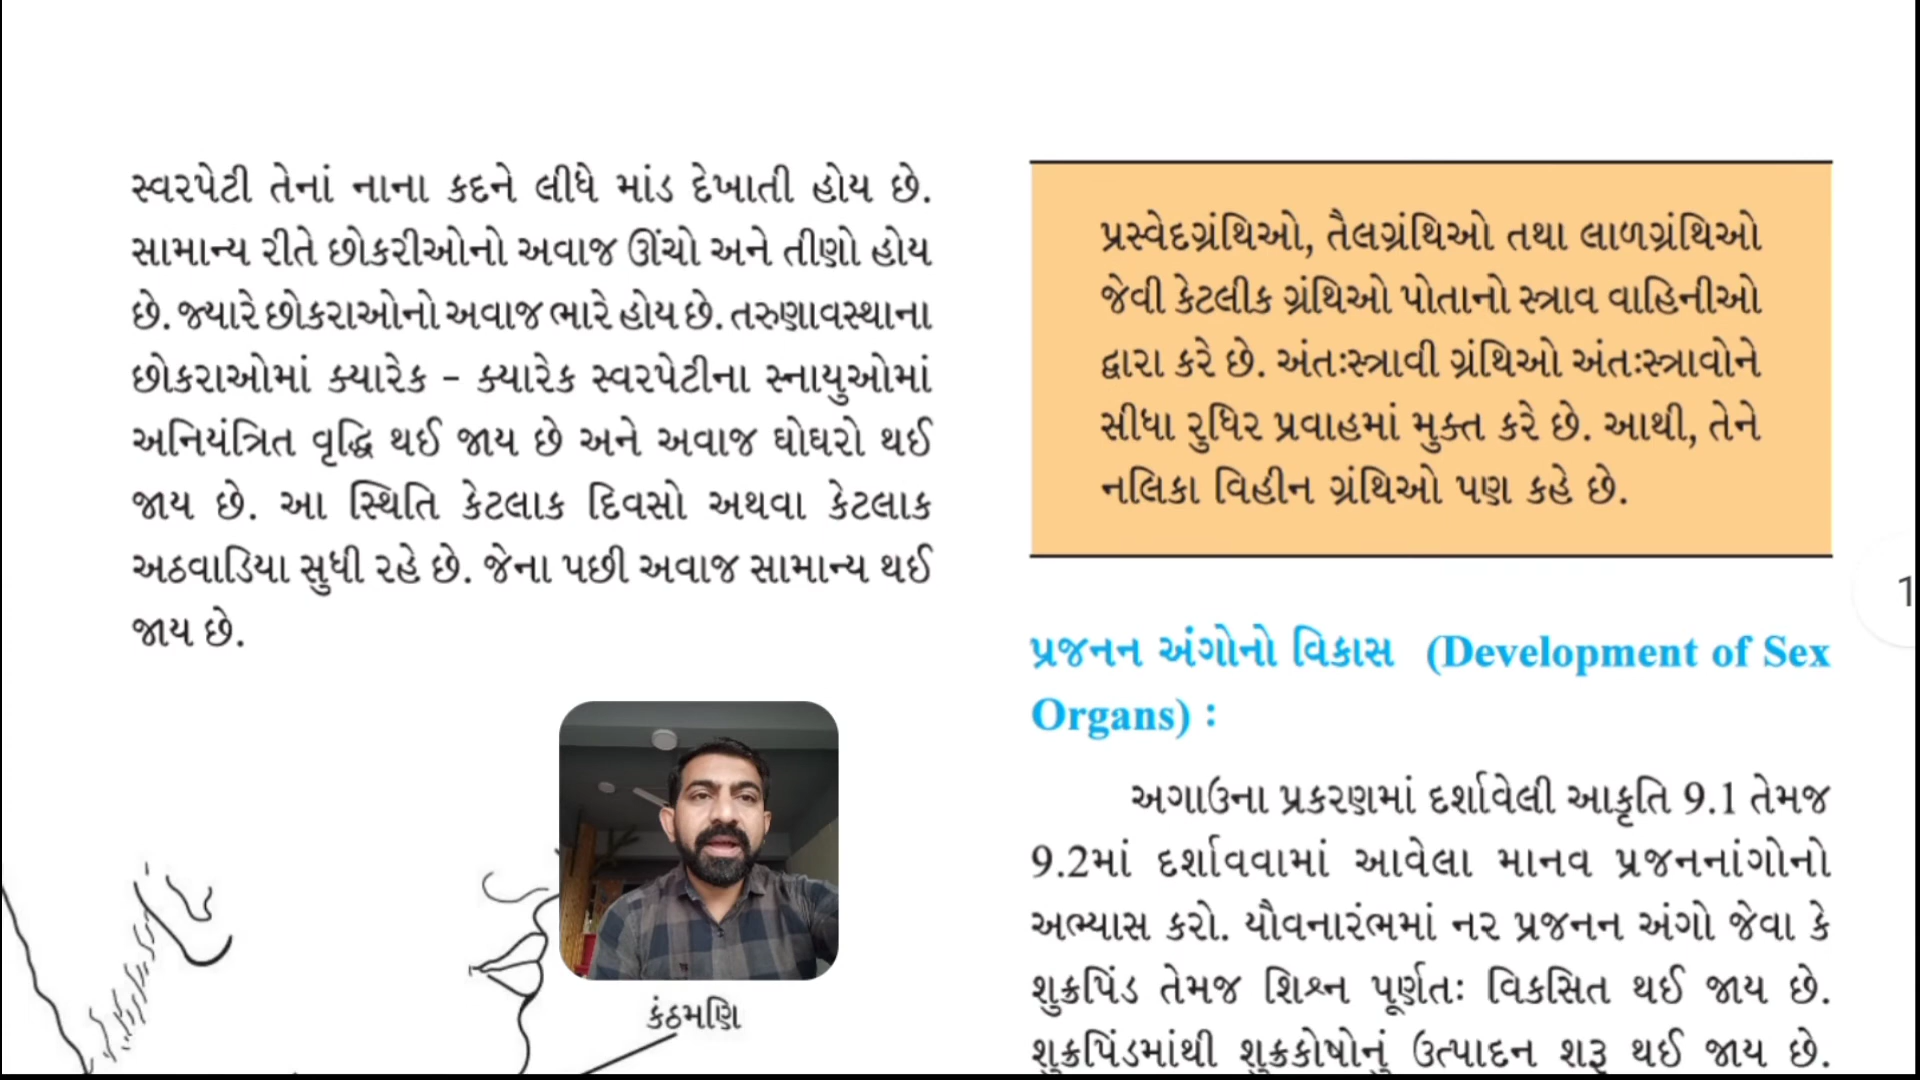 સ્વરપેટી તેનાં નાના કદને લીધે માંડ દેખાતી હોય છે.
સામાન્ય રીતે છોકરીઓનો અવાજ ઊંચો અને તીણો હોય
છે. જ્યારે છોકરાઓનો અવાજ ભારે હોય છે. તરુણાવસ્થાના
છોકરાઓમાં ક્યારેક – ક્યારેક સ્વરપેટીના સ્નાયુઓમાં
અનિયંત્રિત વૃદ્ધિ થઈ જાય છે અને અવાજ ઘોઘરો થઈ
જાય છે. આ સ્થિતિ કેટલાક દિવસો અથવા કેટલાક
અઠવાડિયા સુધી રહે છે. જેના પછી અવાજ સામાન્ય થઈ
જાય છે.
કંઠમણિ
પ્રસ્વેદગ્રંથિઓ, તૈલગ્રંથિઓ તથા લાળગ્રંથિઓ
જેવી કેટલીક ગ્રંથિઓ પોતાનો સ્ત્રાવ વાહિનીઓ
દ્વારા કરે છે. અંતઃસ્ત્રાવી ગ્રંથિઓ અંતઃસ્ત્રાવોને
સીધા રુધિર પ્રવાહમાં મુક્ત કરે છે. આથી, તેને
નલિકા વિહીન ગ્રંથિઓ પણ કહે છે.
પ્રજનન અંગોનો વિકાસ (Development of Sex
Organs) :
અગાઉના પ્રકરણમાં દર્શાવેલી આકૃતિ 9.1 તેમજ
9.2માં દર્શાવવામાં આવેલા માનવ પ્રજનનાંગોનો
અભ્યાસ કરો. યૌવનારંભમાં નર પ્રજનન અંગો જેવા કે
શુક્રપિંડ તેમજ શિશ્ન પૂર્ણતઃ વિકસિત થઈ જાય છે.
શુક્રપિંડમાંથી શુક્રકોષોનું ઉત્પાદન શરૂ થઈ જાય છે.
1